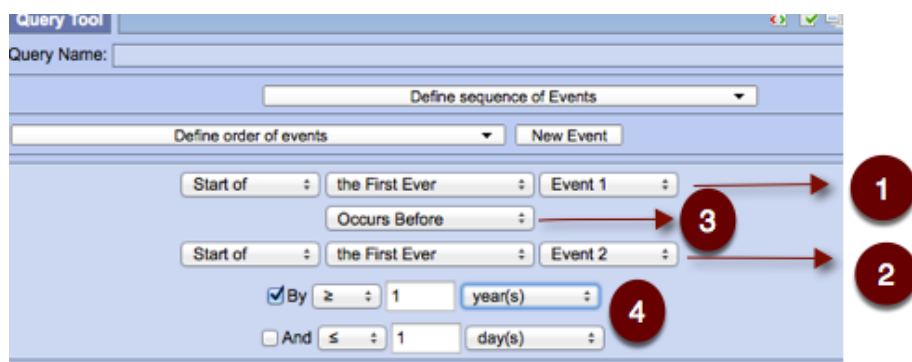 Query Tool
Query Name:
Define sequence of Events
Define order of events New Event
Start of the First Ever Event 1 1
Occurs Before 3
Start of the First Ever Event 2 2
By ≥ 1 year(s) 4
And ≤ 1 day(s)